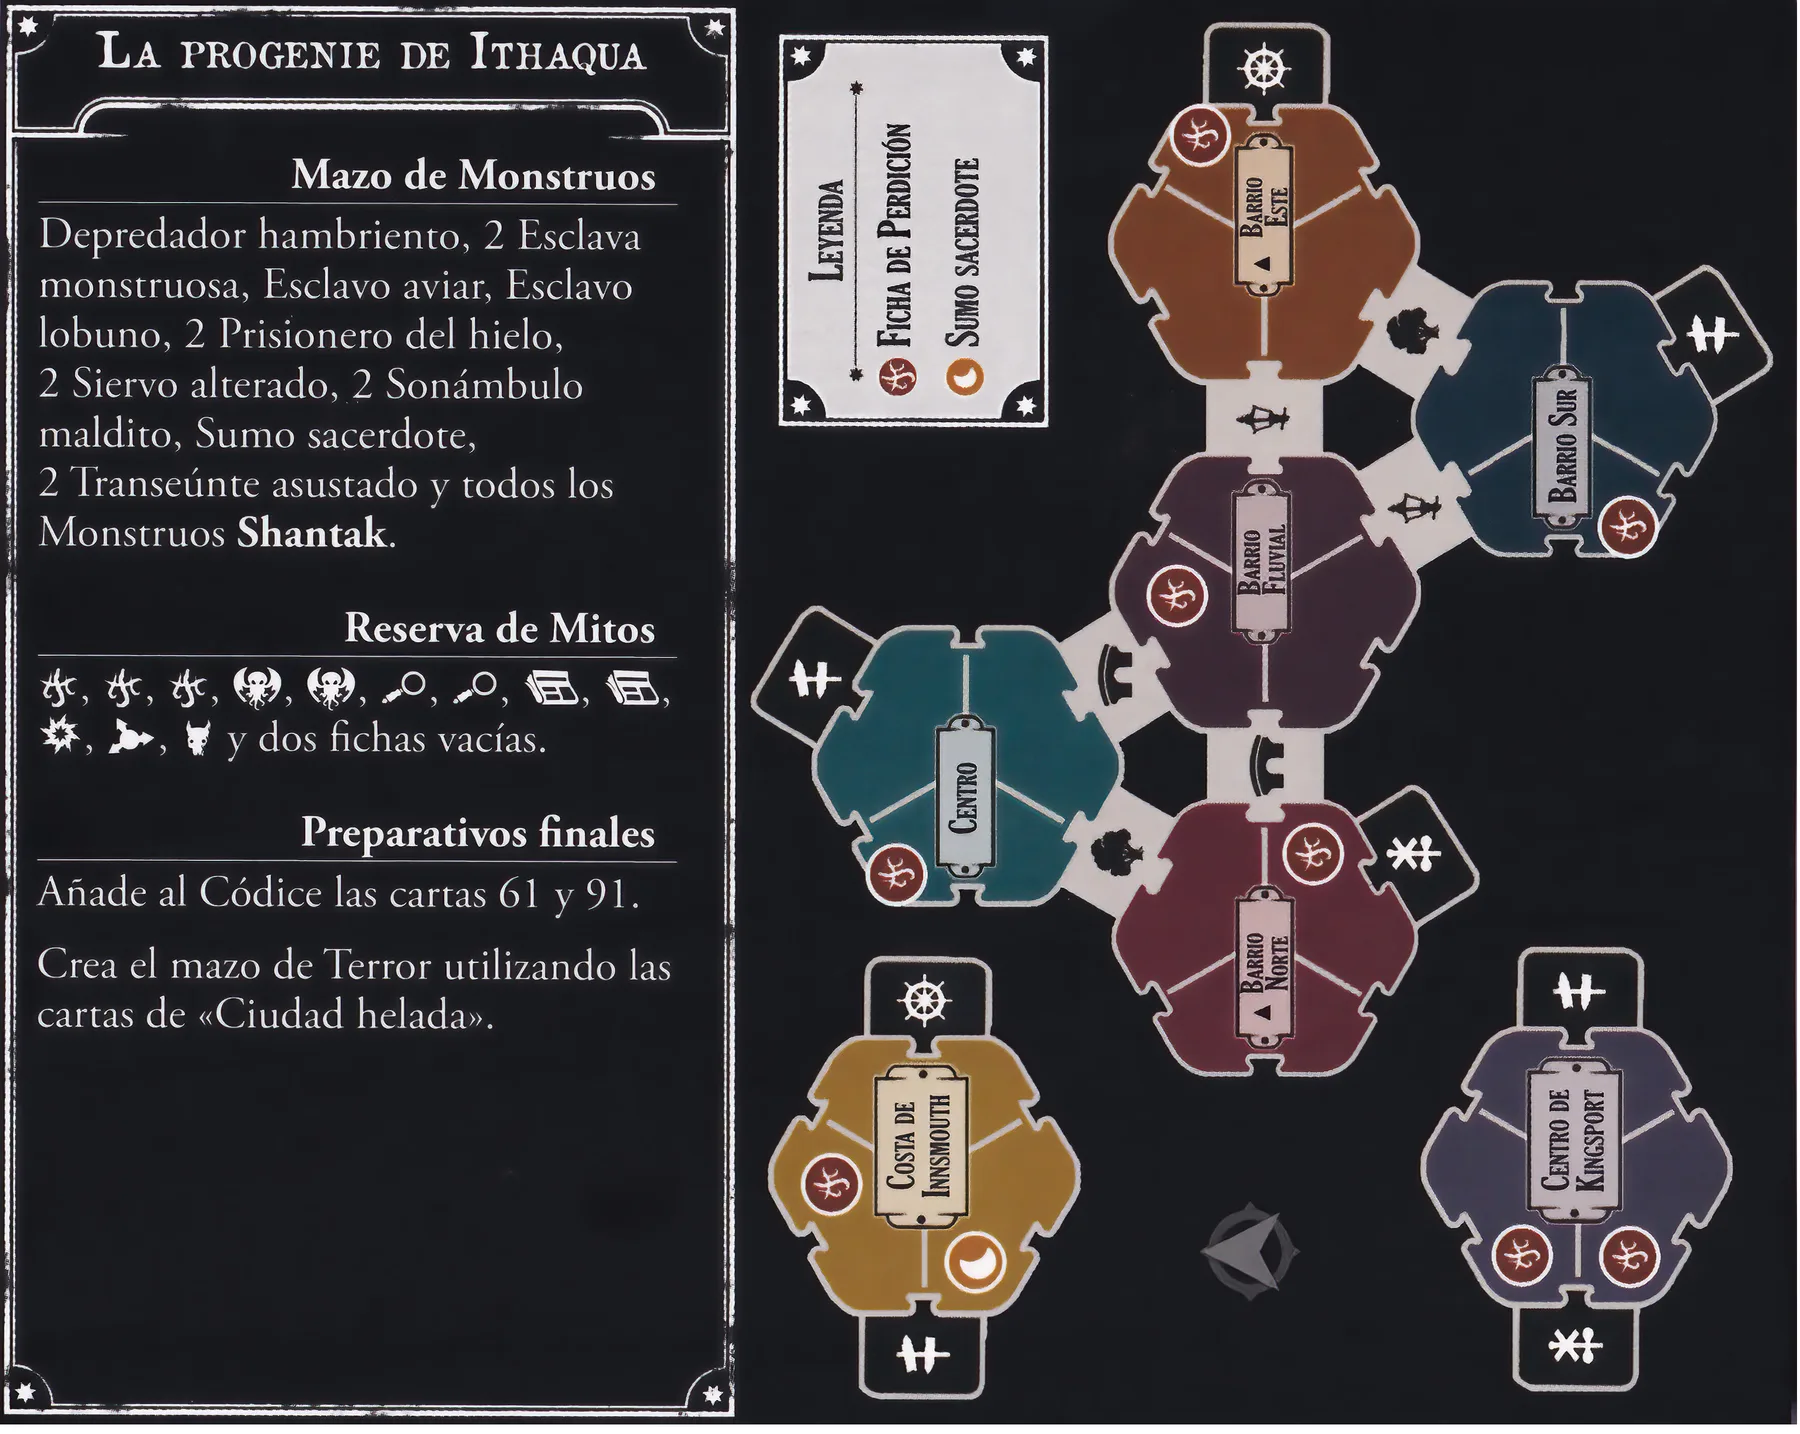 La progenie de Ithaqua
Mazo de Monstruos
Depredador hambriento, 2 Esclava
monstruosa, Esclavo aviar, Esclavo
lobuno, 2 Prisionero del hielo,
2 Siervo alterado, 2 Sonámbulo
maldito, Sumo sacerdote,
2 Transeúnte asustado y todos los
Monstruos Shantak.
Reserva de Mitos
, , , , , , , , ,
, , y dos fichas vacías.
Preparativos finales
Añade al Códice las cartas 61 y 91.
Crea el mazo de Terror utilizando las
cartas de «Ciudad helada».
Leyenda
Ficha de Perdición
Sumo sacerdote
Barrio
Este
Barrio Sur
Barrio
Fluvial
Centro
Barrio
Norte
Costa de
Innsmouth
Centro de
Kingsport